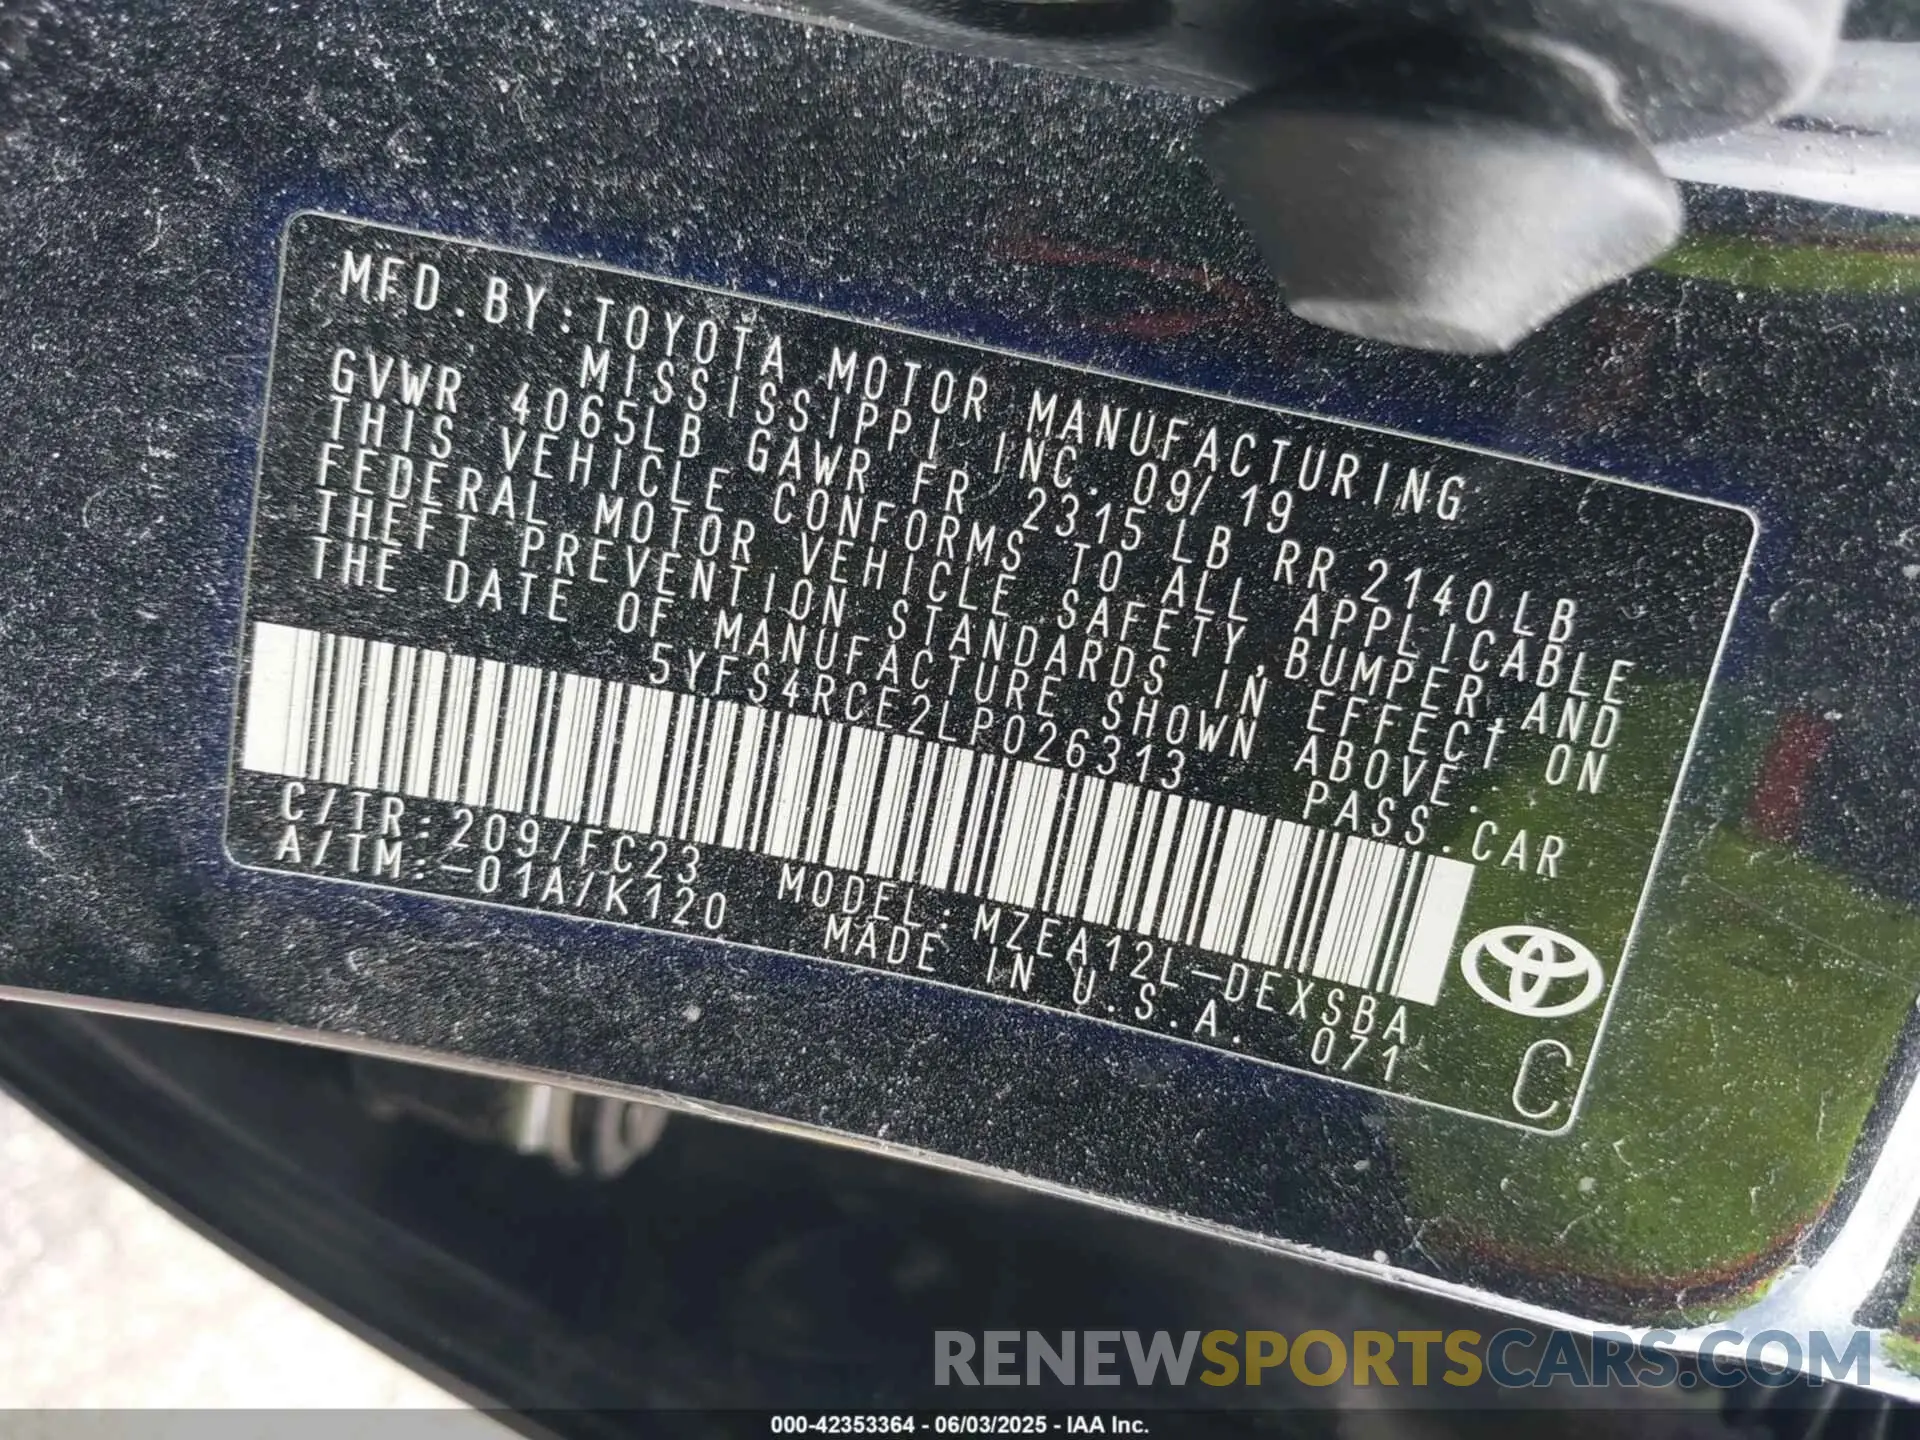 MFD.BY:TOYOTA MOTOR MANUFACTURING
MISSISSIPPI, INC. 09/19
GVWR 4065LB GAWR FR 2315LB RR 2140LB
THIS VEHICLE CONFORMS TO ALL APPLICABLE
FEDERAL MOTOR VEHICLE SAFETY, BUMPER, AND
THEFT PREVENTION STANDARDS IN EFFECT ON
THE DATE OF MANUFACTURE SHOWN ABOVE.
5YFS4RCE2LP026313 PASS.CAR
C/TR:209/FC23 MODEL:MZEA12L-DEXSBA
A/TM:-01A/K120 MADE IN U.S.A. 071
C
RENEWSPORTSCARS.COM
000-42353364 - 06/03/2025 - IAA Inc.